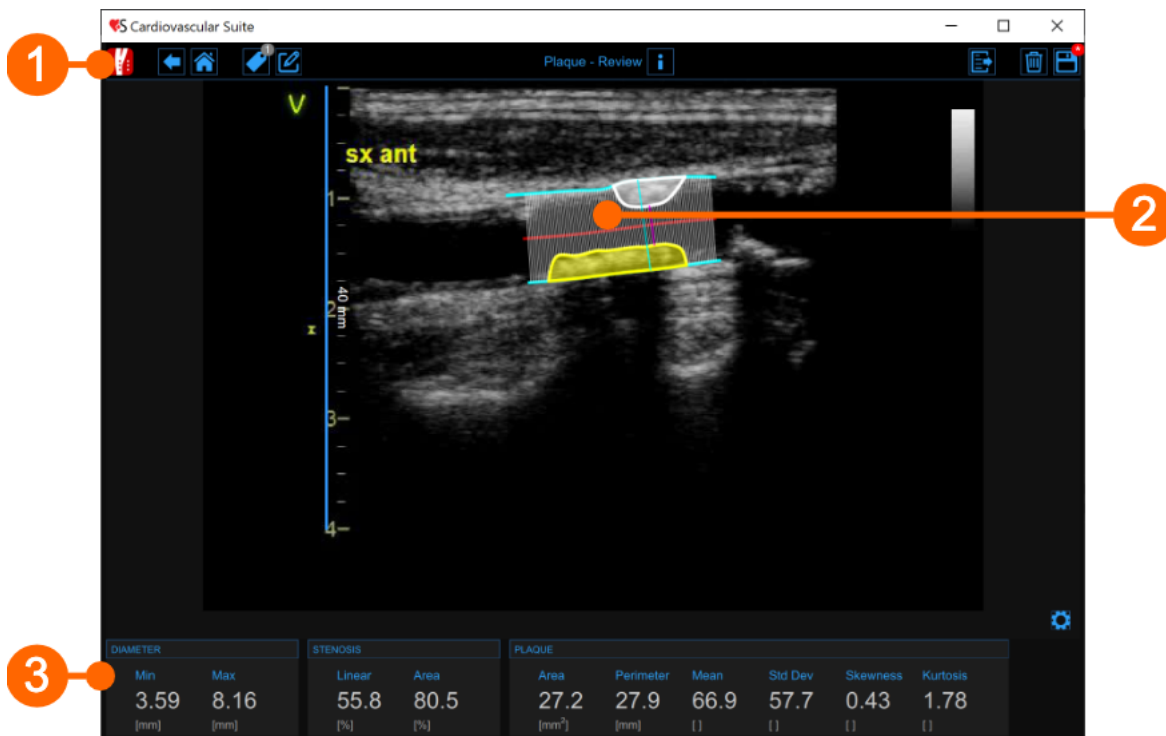 S Cardiovascular Suite
1
1
Plaque - Review
i
V
sx ant
1
2
40 mm
2
3
4
3
DIAMETER STENOSIS PLAQUE
Min Max Linear Area Area Perimeter Mean Std Dev Skewness Kurtosis
3.59 8.16 55.8 80.5 27.2 27.9 66.9 57.7 0.43 1.78
[mm] [mm] [%] [%] [mm²] [mm] [ ] [ ] [ ] [ ]